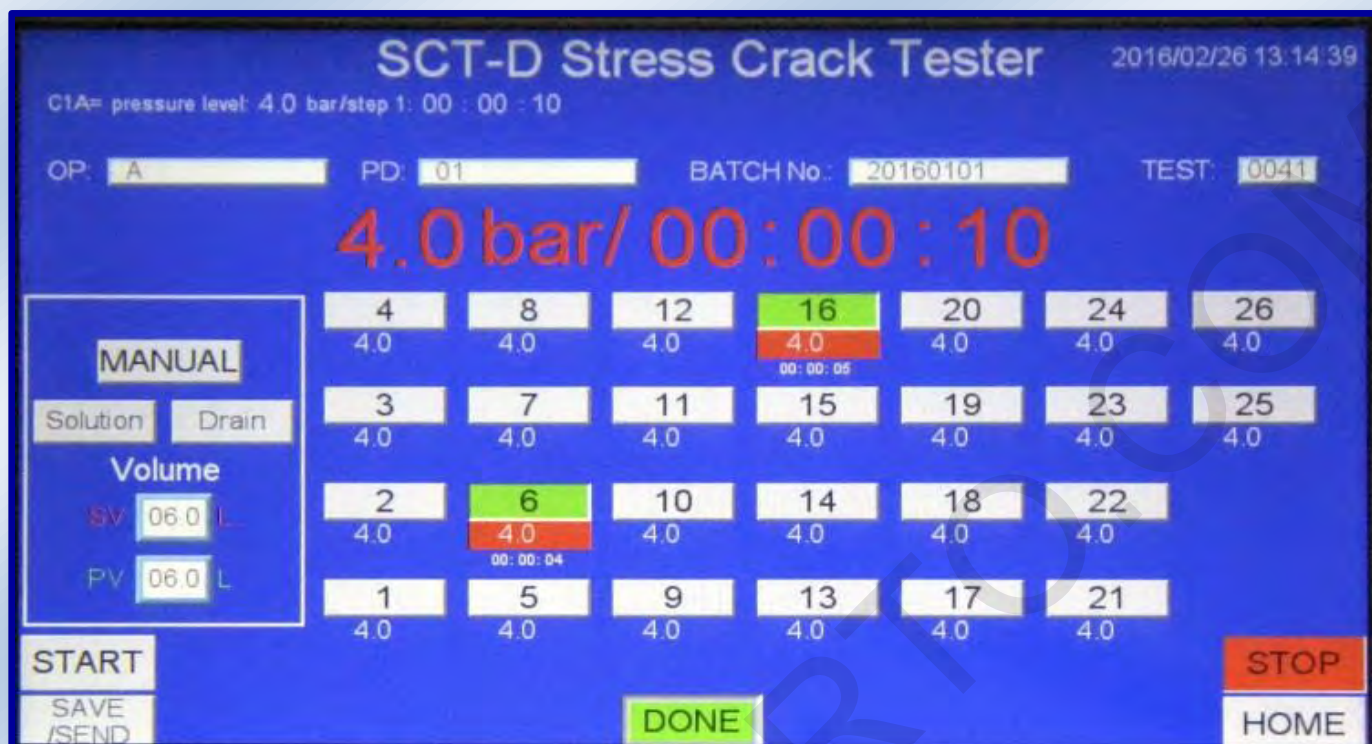 SCT-D Stress Crack Tester
2016/02/26 13:14:39
C1A= pressure level: 4.0 bar/step 1: 00 : 00 : 10
OP: A PD: 01 BATCH No.: 20160101 TEST: 0041
4.0 bar/ 00 : 00 : 10
4 8 12 16 20 24 26
4.0 4.0 4.0 4.0 4.0 4.0 4.0
00: 00: 05
MANUAL
3 7 11 15 19 23 25
4.0 4.0 4.0 4.0 4.0 4.0 4.0
Solution Drain
Volume
2 6 10 14 18 22
4.0 4.0 4.0 4.0 4.0 4.0
00: 00: 04
SV 06.0 L
PV 06.0 L
1 5 9 13 17 21
4.0 4.0 4.0 4.0 4.0 4.0
START
STOP
SAVE
/SEND
DONE
HOME
RTO.COM